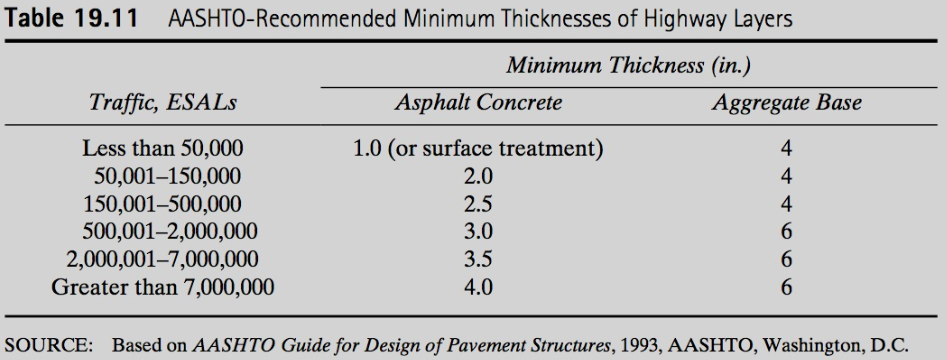 Table 19.11 AASHTO-Recommended Minimum Thicknesses of Highway Layers
Minimum Thickness (in.)
Traffic, ESALs Asphalt Concrete Aggregate Base
Less than 50,000 1.0 (or surface treatment) 4
50,001–150,000 2.0 4
150,001–500,000 2.5 4
500,001–2,000,000 3.0 6
2,000,001–7,000,000 3.5 6
Greater than 7,000,000 4.0 6
SOURCE: Based on AASHTO Guide for Design of Pavement Structures, 1993, AASHTO, Washington, D.C.